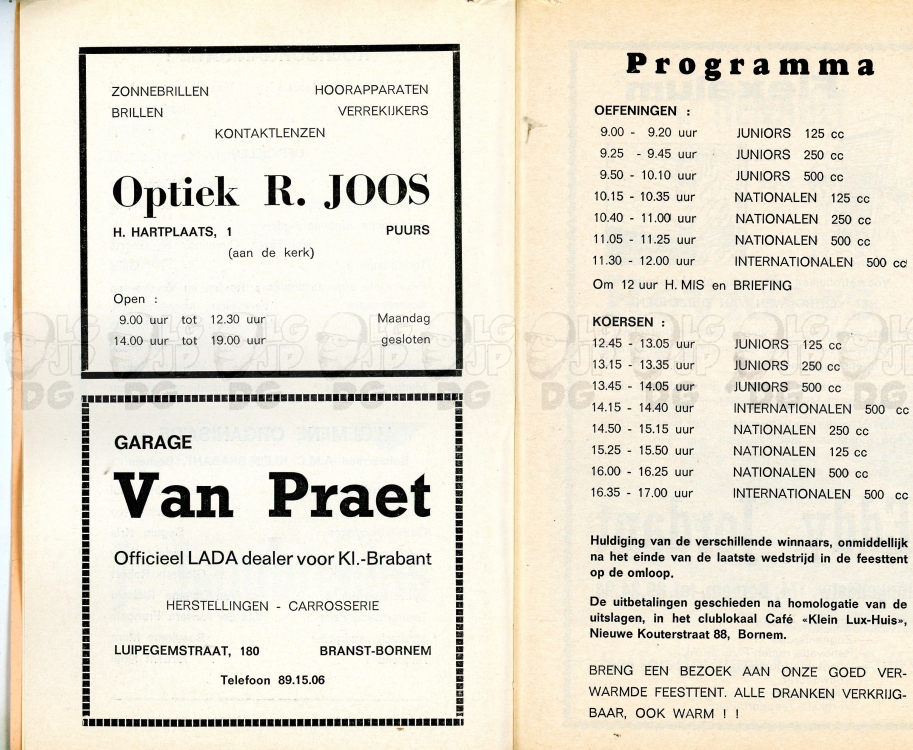 ZONNEBRILLEN HOORAPPARATEN
BRILLEN VERREKIJKERS
KONTAKTLENZEN
Optiek R. JOOS
H. HARTPLAATS, 1 PUURS
(aan de kerk)
Open :
9.00 uur tot 12.30 uur Maandag
14.00 uur tot 19.00 uur gesloten
GARAGE
Van Praet
Officieel LADA dealer voor Kl.-Brabant
HERSTELLINGEN - CARROSSERIE
LUIPEGEMSTRAAT, 180 BRANST-BORNEM
Telefoon 89.15.06
Programma
OEFENINGEN :
9.00 - 9.20 uur JUNIORS 125 cc
9.25 - 9.45 uur JUNIORS 250 cc
9.50 - 10.10 uur JUNIORS 500 cc
10.15 - 10.35 uur NATIONALEN 125 cc
10.40 - 11.00 uur NATIONALEN 250 cc
11.05 - 11.25 uur NATIONALEN 500 cc
11.30 - 12.00 uur INTERNATIONALEN 500 cc
Om 12 uur H. MIS en BRIEFING
KOERSEN :
12.45 - 13.05 uur JUNIORS 125 cc
13.15 - 13.35 uur JUNIORS 250 cc
13.45 - 14.05 uur JUNIORS 500 cc
14.15 - 14.40 uur INTERNATIONALEN 500 cc
14.50 - 15.15 uur NATIONALEN 250 cc
15.25 - 15.50 uur NATIONALEN 125 cc
16.00 - 16.25 uur NATIONALEN 500 cc
16.35 - 17.00 uur INTERNATIONALEN 500 cc
Huldiging van de verschillende winnaars, onmiddellijk
na het einde van de laatste wedstrijd in de feesttent
op de omloop.
De uitbetalingen geschieden na homologatie van de
uitslagen, in het clublokaal Café «Klein Lux-Huis»,
Nieuwe Kouterstraat 88, Bornem.
BRENG EEN BEZOEK AAN ONZE GOED VER-
WARMDE FEESTTENT. ALLE DRANKEN VERKRIJG-
BAAR, OOK WARM ! !